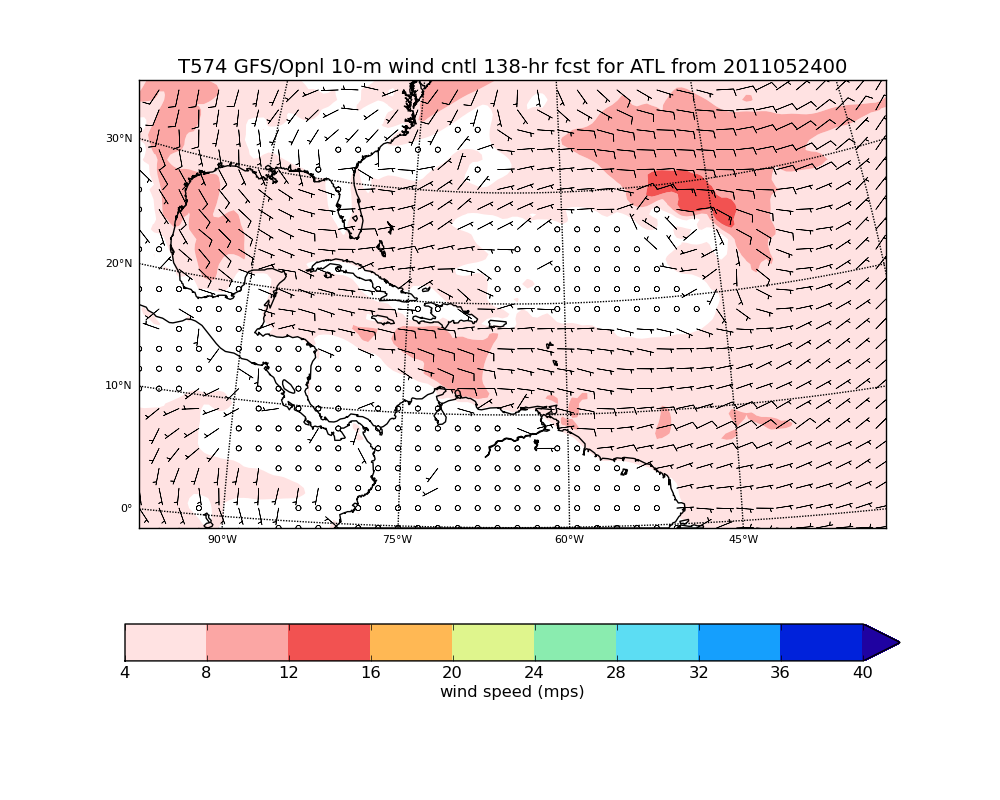 T574 GFS/Opnl 10-m wind cntl 138-hr fcst for ATL from 2011052400
30°N
20°N
10°N
0°
90°W 75°W 60°W 45°W
4 8 12 16 20 24 28 32 36 40
wind speed (mps)